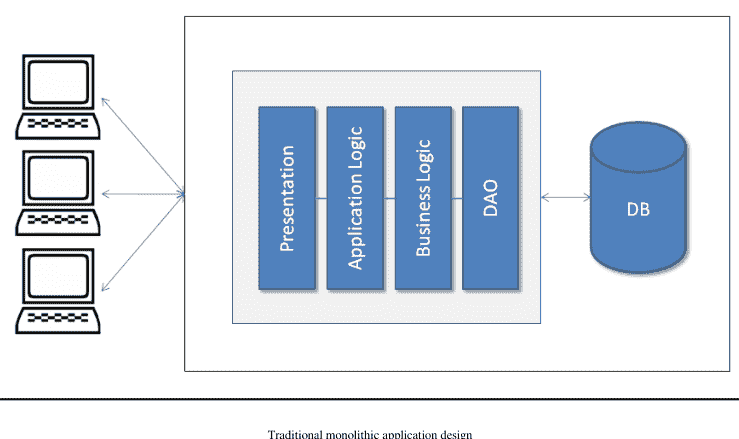 Presentation
Application Logic
Business Logic
DAO
DB
Traditional monolithic application design